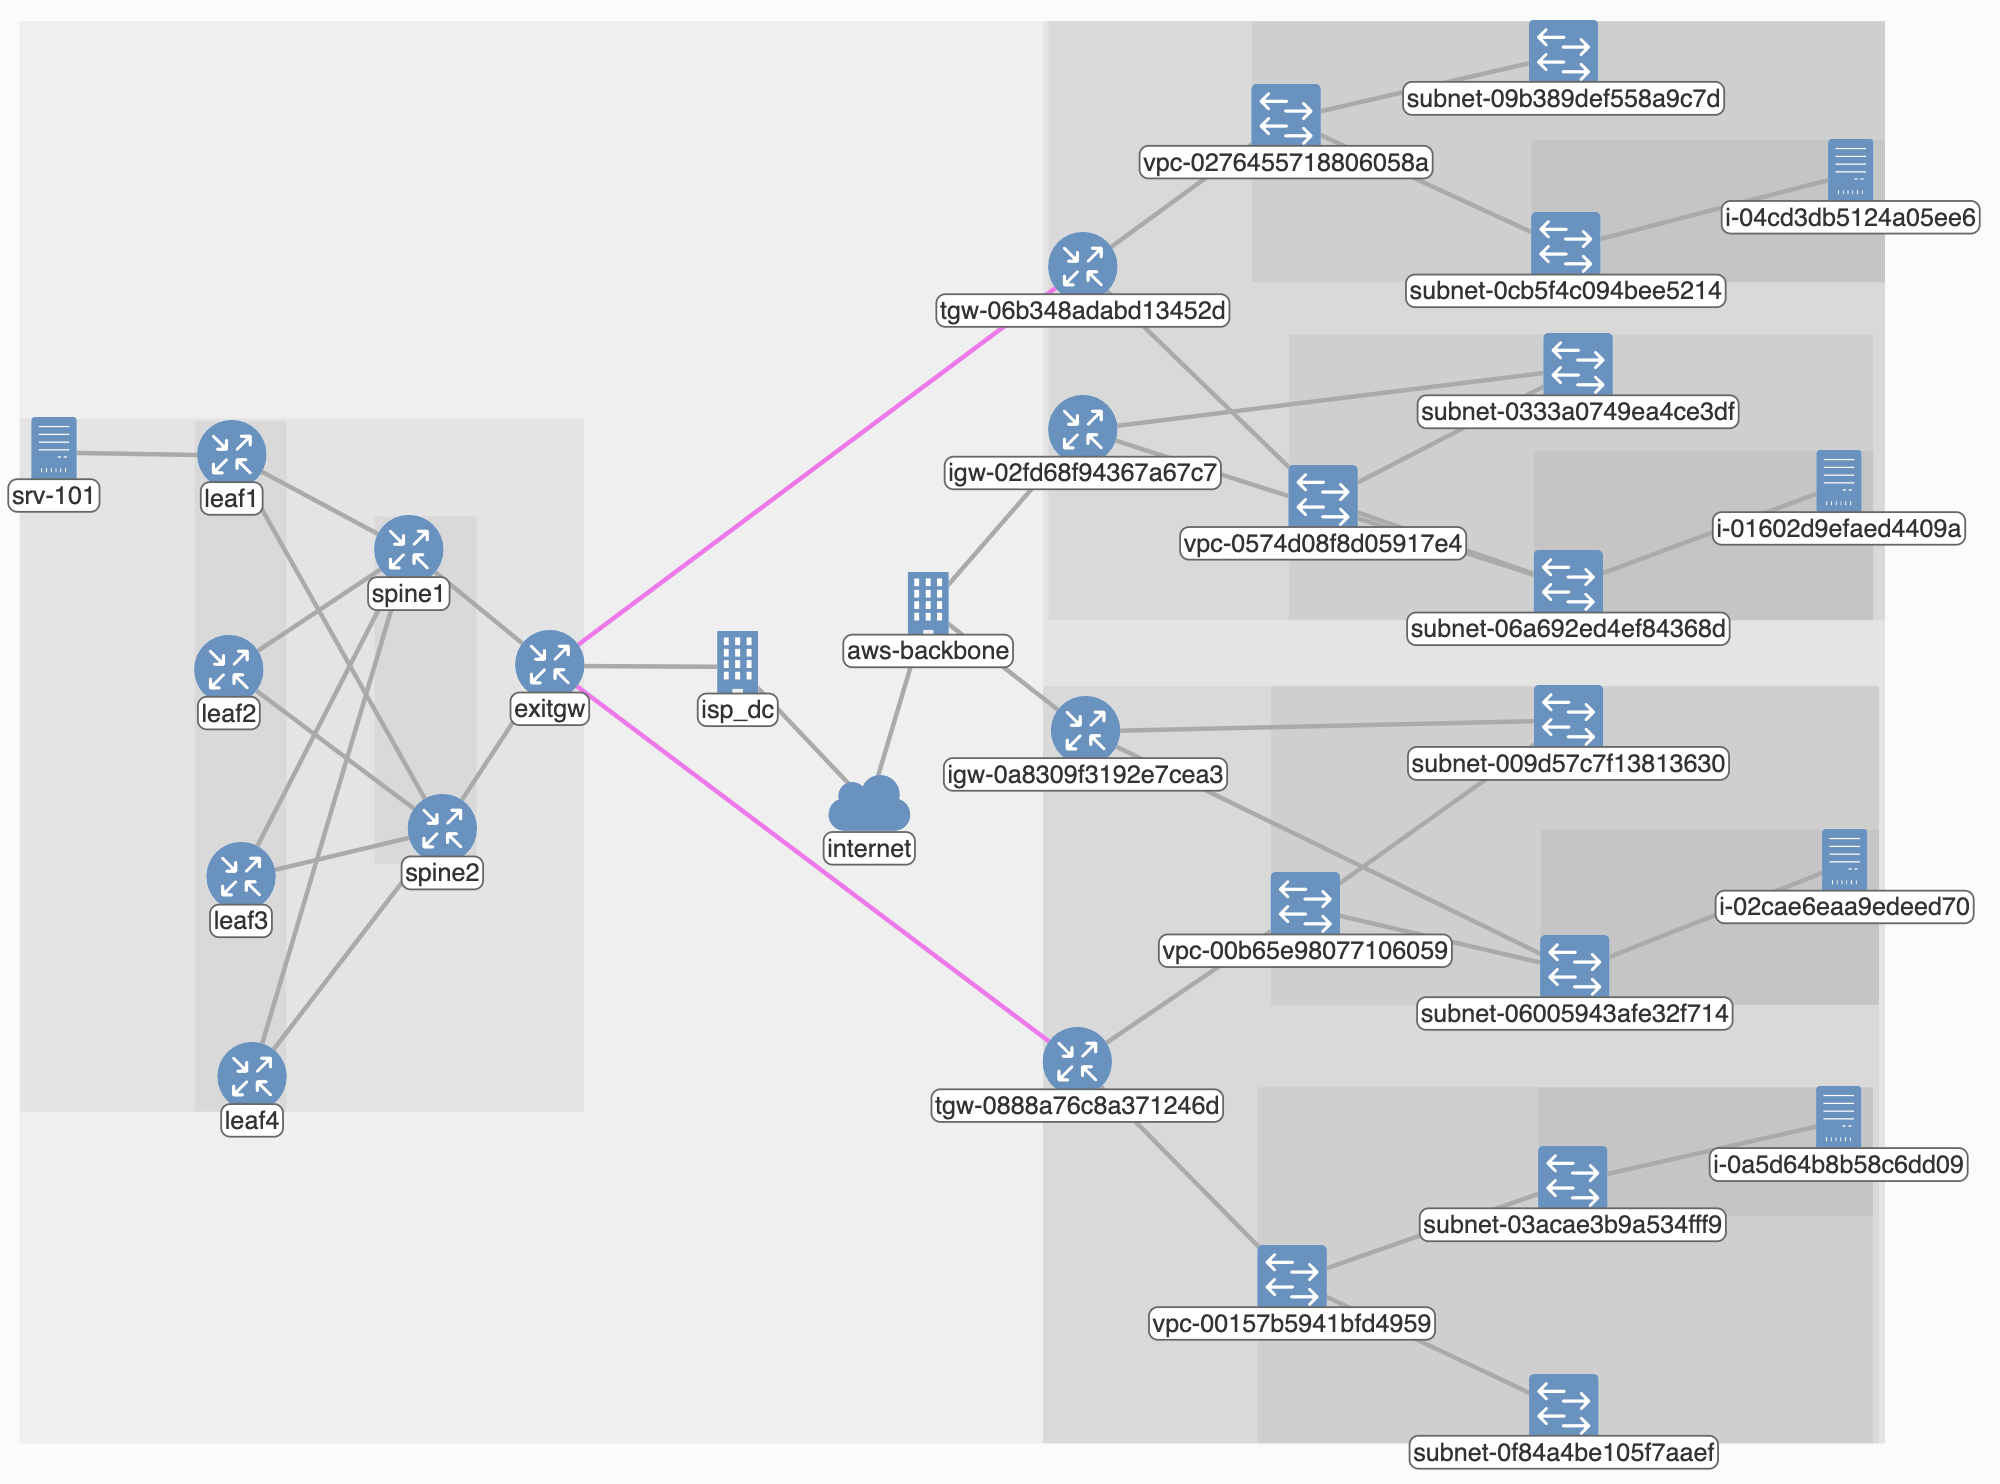 subnet-09b389def558a9c7d
vpc-0276455718806058a
i-04cd3db5124a05ee6
subnet-0cb5f4c094bee5214
tgw-06b348adabd13452d
subnet-0333a0749ea4ce3df
igw-02fd68f94367a67c7
srv-101
leaf1
i-01602d9efaed4409a
vpc-0574d08f8d05917e4
spine1
subnet-06a692ed4ef84368d
aws-backbone
leaf2
exitgw
isp_dc
subnet-009d57c7f13813630
igw-0a8309f3192e7cea3
internet
spine2
i-02cae6eaa9edeed70
leaf3
vpc-00b65e98077106059
subnet-06005943afe32f714
tgw-0888a76c8a371246d
leaf4
i-0a5d64b8b58c6dd09
subnet-03acae3b9a534fff9
vpc-00157b5941bfd4959
subnet-0f84a4be105f7aaef